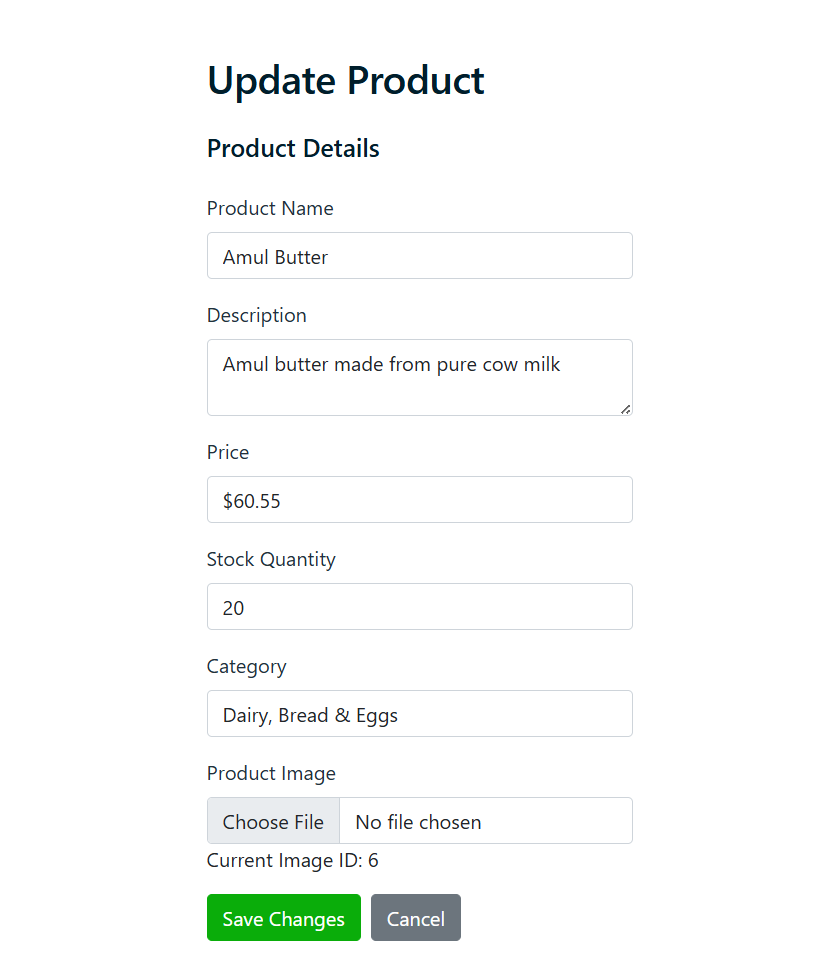 Update Product
Product Details
Product Name
Amul Butter
Description
Amul butter made from pure cow milk
Price
$60.55
Stock Quantity
20
Category
Dairy, Bread & Eggs
Product Image
Choose File No file chosen
Current Image ID: 6
Save Changes Cancel